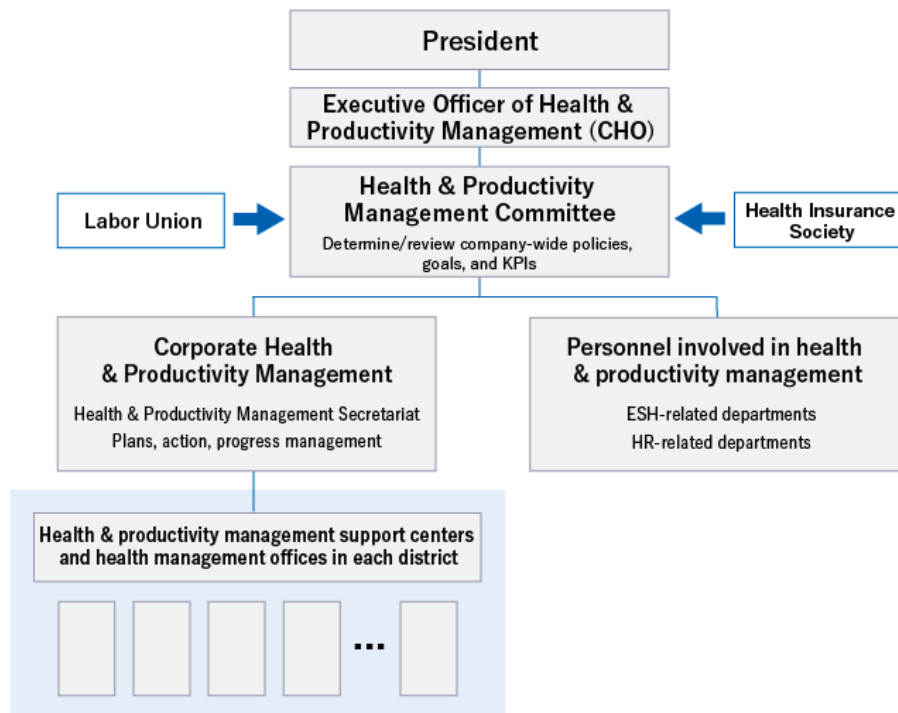 President
Executive Officer of Health &
Productivity Management (CHO)
Health & Productivity
Management Committee
Determine/review company-wide policies,
goals, and KPIs
Labor Union
Health Insurance
Society
Corporate Health
& Productivity Management
Health & Productivity Management Secretariat
Plans, action, progress management
Personnel involved in health
& productivity management
ESH-related departments
HR-related departments
Health & productivity management support centers
and health management offices in each district
...